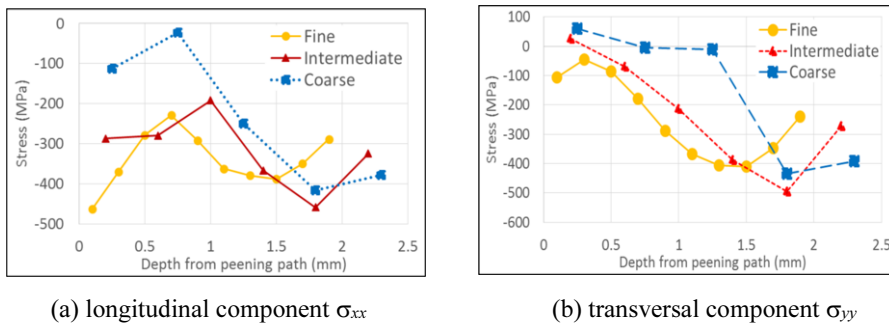 0
-100
-200
-300
-400
-500
Stress (MPa)
0 0.5 1 1.5 2 2.5
Depth from peening path (mm)
Fine
Intermediate
Coarse
(a) longitudinal component σxx
100
0
-100
-200
-300
-400
-500
-600
Stress (MPa)
0 0.5 1 1.5 2 2.5
Depth from peening path (mm)
Fine
Intermediate
Coarse
(b) transversal component σyy